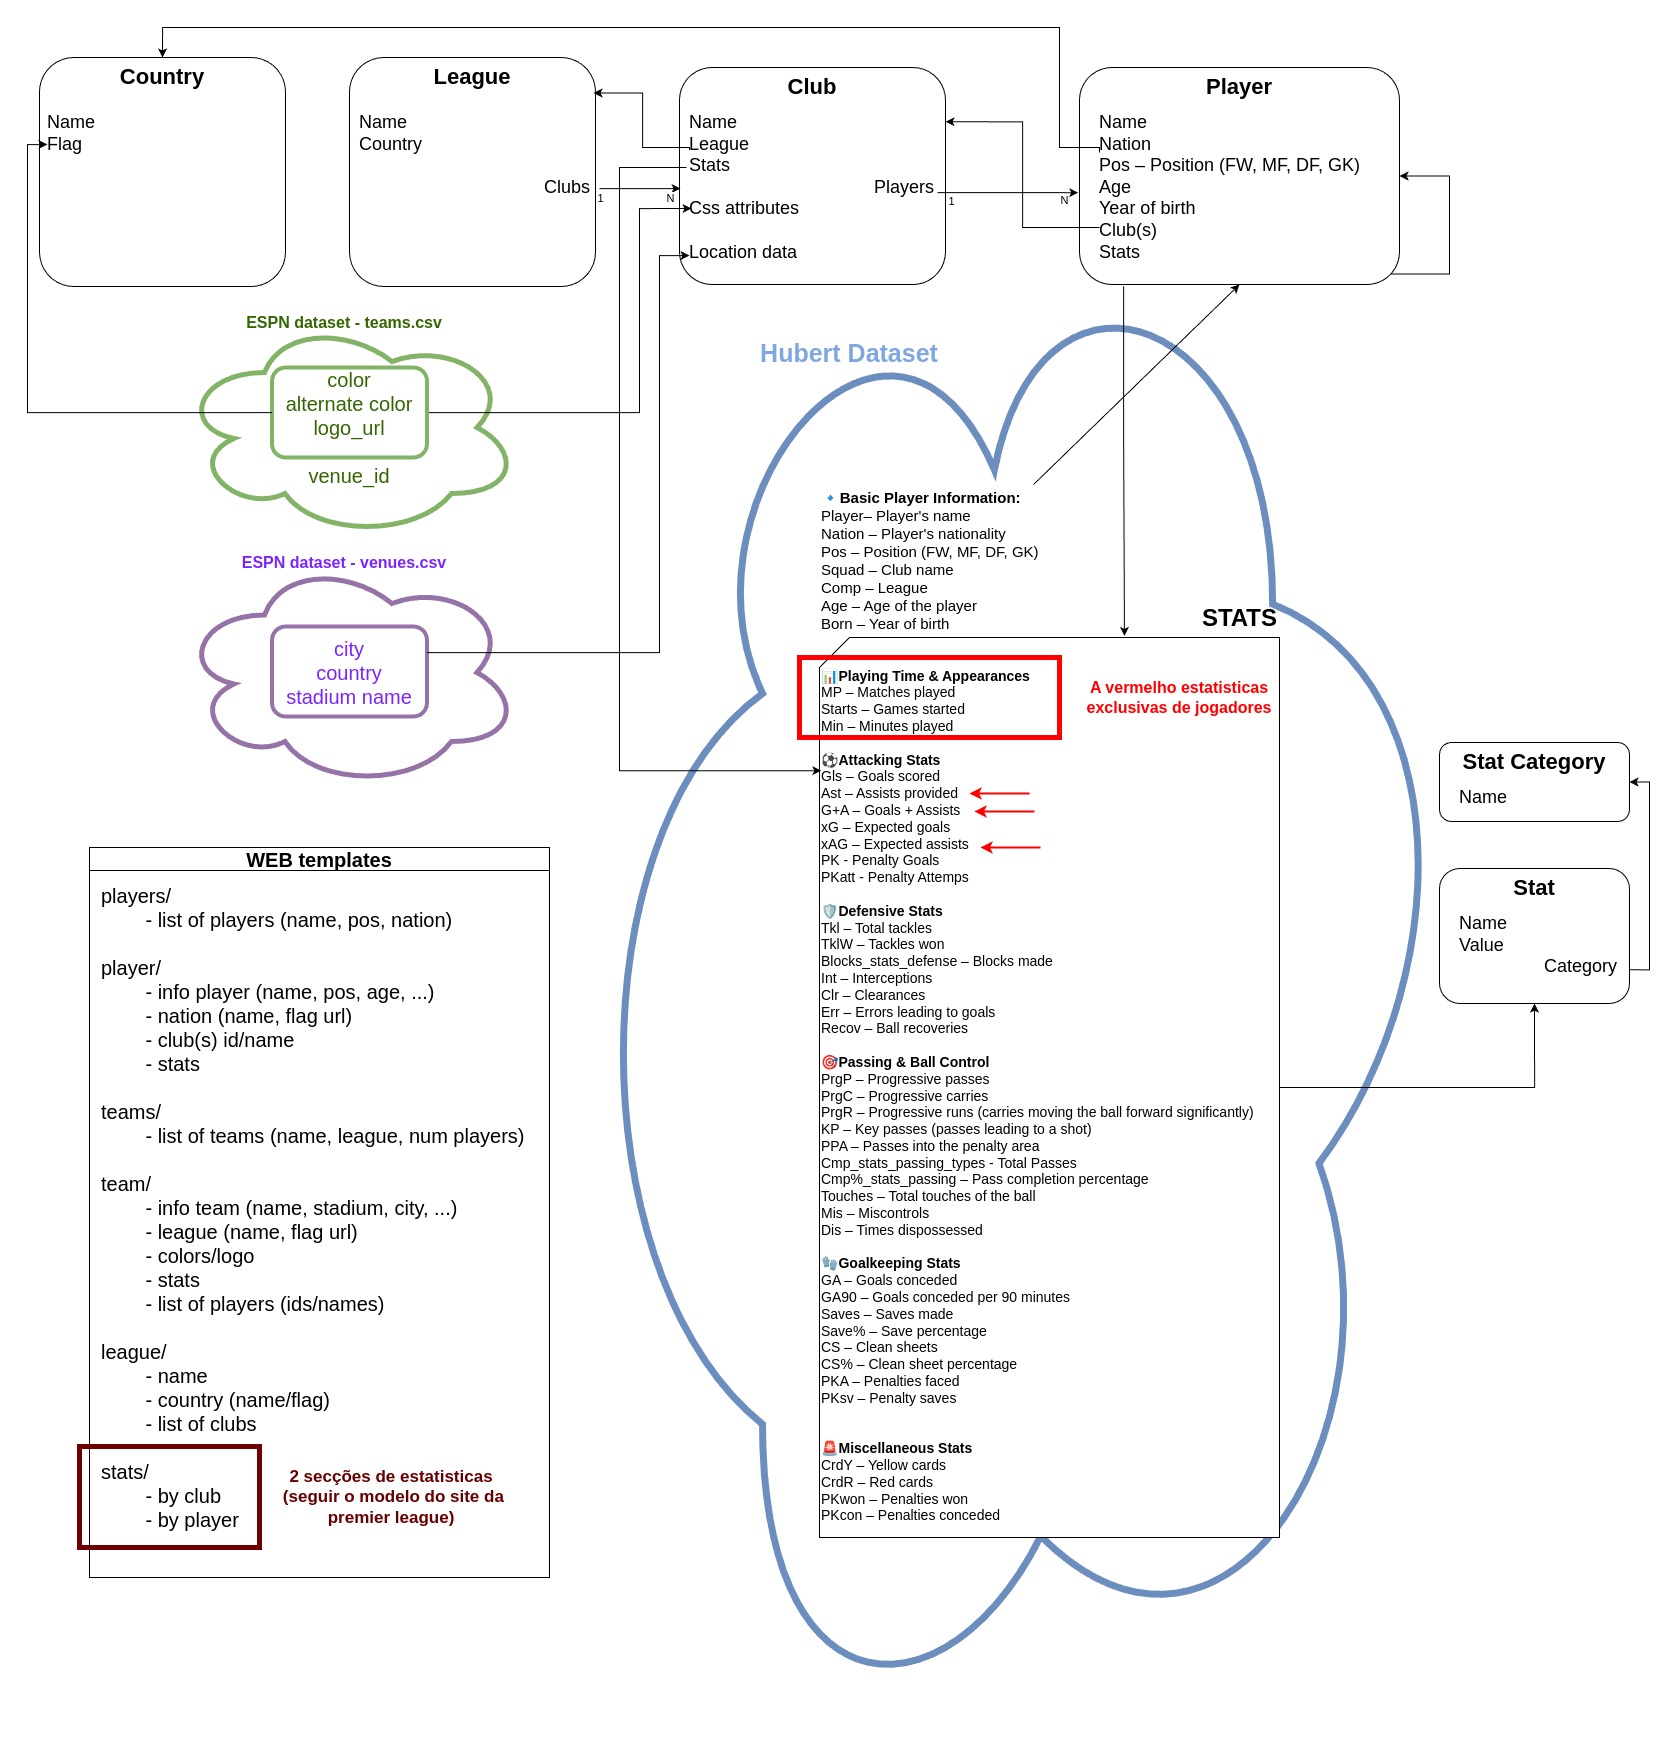 Country
Name
Flag
League
Name
Country
Clubs
1
N
Club
Name
League
Stats
Players
Css attributes
Location data
1
N
Player
Name
Nation
Pos – Position (FW, MF, DF, GK)
Age
Year of birth
Club(s)
Stats
ESPN dataset - teams.csv
color
alternate color
logo_url
venue_id
ESPN dataset - venues.csv
city
country
stadium name
Hubert Dataset
🔹 Basic Player Information:
Player– Player's name
Nation – Player's nationality
Pos – Position (FW, MF, DF, GK)
Squad – Club name
Comp – League
Age – Age of the player
Born – Year of birth
STATS
📊Playing Time & Appearances
MP – Matches played
Starts – Games started
Min – Minutes played
A vermelho estatisticas
exclusivas de jogadores
⚽Attacking Stats
Gls – Goals scored
Ast – Assists provided
G+A – Goals + Assists
xG – Expected goals
xAG – Expected assists
PK - Penalty Goals
PKatt - Penalty Attemps
🛡️Defensive Stats
Tkl – Total tackles
TklW – Tackles won
Blocks_stats_defense – Blocks made
Int – Interceptions
Clr – Clearances
Err – Errors leading to goals
Recov – Ball recoveries
🎯Passing & Ball Control
PrgP – Progressive passes
PrgC – Progressive carries
PrgR – Progressive runs (carries moving the ball forward significantly)
KP – Key passes (passes leading to a shot)
PPA – Passes into the penalty area
Cmp_stats_passing_types - Total Passes
Cmp%_stats_passing – Pass completion percentage
Touches – Total touches of the ball
Mis – Miscontrols
Dis – Times dispossessed
🧤Goalkeeping Stats
GA – Goals conceded
GA90 – Goals conceded per 90 minutes
Saves – Saves made
Save% – Save percentage
CS – Clean sheets
CS% – Clean sheet percentage
PKA – Penalties faced
PKsv – Penalty saves
🚨Miscellaneous Stats
CrdY – Yellow cards
CrdR – Red cards
PKwon – Penalties won
PKcon – Penalties conceded
Stat Category
Name
Stat
Name
Value
Category
WEB templates
players/
- list of players (name, pos, nation)
player/
- info player (name, pos, age, ...)
- nation (name, flag url)
- club(s) id/name
- stats
teams/
- list of teams (name, league, num players)
team/
- info team (name, stadium, city, ...)
- league (name, flag url)
- colors/logo
- stats
- list of players (ids/names)
league/
- name
- country (name/flag)
- list of clubs
stats/
- by club
- by player
2 secções de estatisticas
(seguir o modelo do site da
premier league)